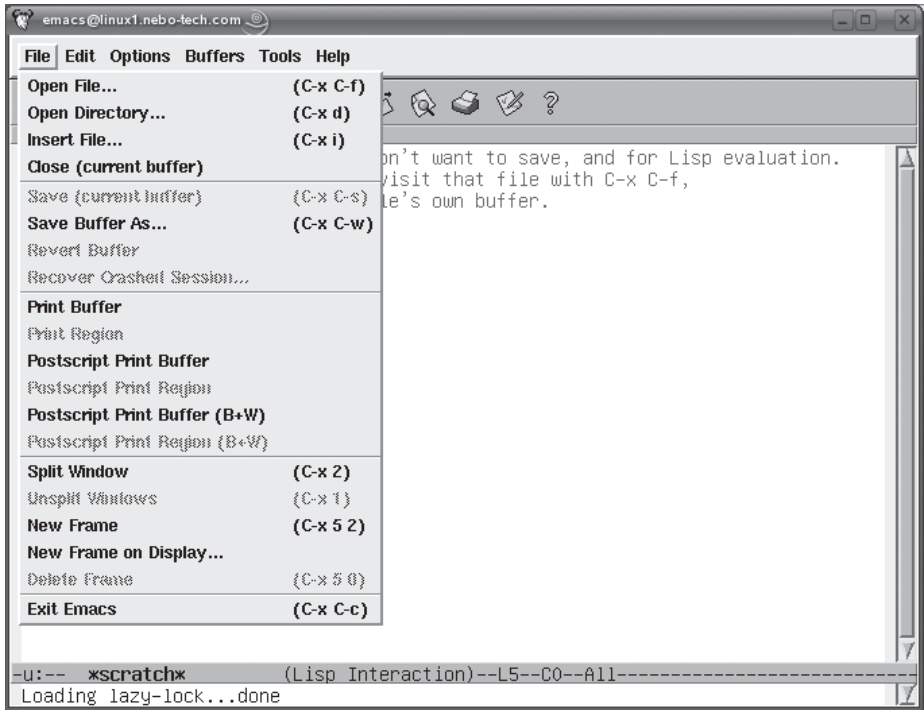 emacs@linux1.nebo-tech.com
File Edit Options Buffers Tools Help
Open File... (C-x C-f)
Open Directory... (C-x d)
Insert File... (C-x i)
Close (current buffer)
Save (current buffer) (C-x C-s)
Save Buffer As... (C-x C-w)
Revert Buffer
Recover Crashed Session...
Print Buffer
Print Region
Postscript Print Buffer
Postscript Print Region
Postscript Print Buffer (B+W)
Postscript Print Region (B+W)
Split Window (C-x 2)
Unsplit Windows (C-x 1)
New Frame (C-x 5 2)
New Frame on Display...
Delete Frame (C-x 5 0)
Exit Emacs (C-x C-c)
on't want to save, and for Lisp evaluation.
visit that file with C-x C-f,
le's own buffer.
-u:-- *scratch* (Lisp Interaction)--L5--C0--All----------------------------
Loading lazy-lock...done